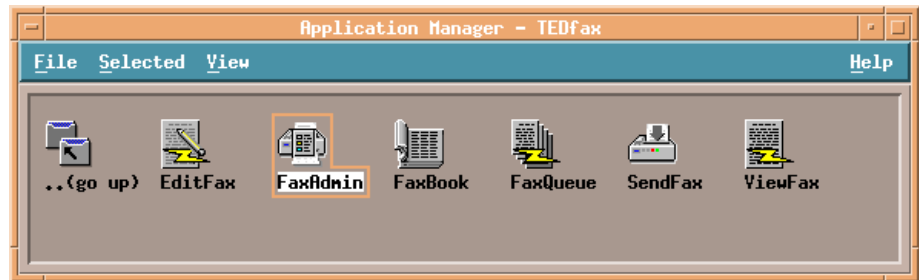 Application Manager - TEDfax
File Selected View Help
..(go up) EditFax FaxAdmin FaxBook FaxQueue SendFax ViewFax